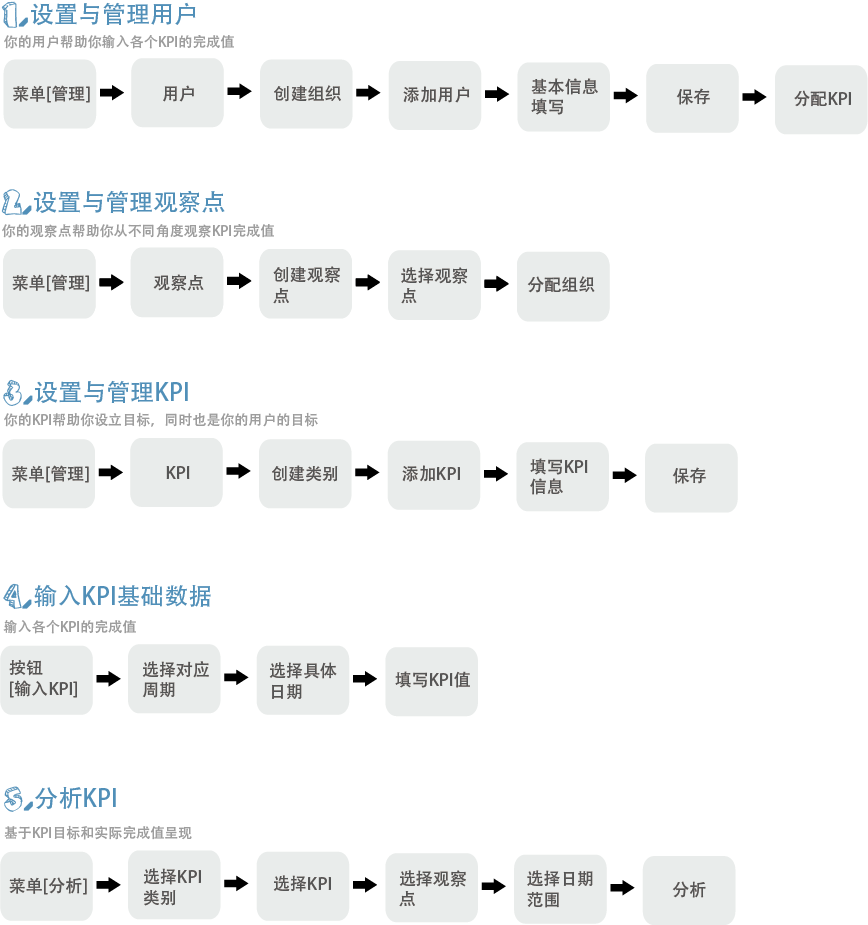 1.设置与管理用户
你的用户帮助你输入各个KPI的完成值
菜单[管理]
用户
创建组织
添加用户
基本信息
填写
保存
分配KPI
2.设置与管理观察点
你的观察点帮助你从不同角度观察KPI完成值
菜单[管理]
观察点
创建观察
点
选择观察
点
分配组织
3.设置与管理KPI
你的KPI帮助你设立目标，同时也是你的用户的目标
菜单[管理]
KPI
创建类别
添加KPI
填写KPI
信息
保存
4.输入KPI基础数据
输入各个KPI的完成值
按钮
[输入KPI]
选择对应
周期
选择具体
日期
填写KPI值
5.分析KPI
基于KPI目标和实际完成值呈现
菜单[分析]
选择KPI
类别
选择KPI
选择观察
点
选择日期
范围
分析